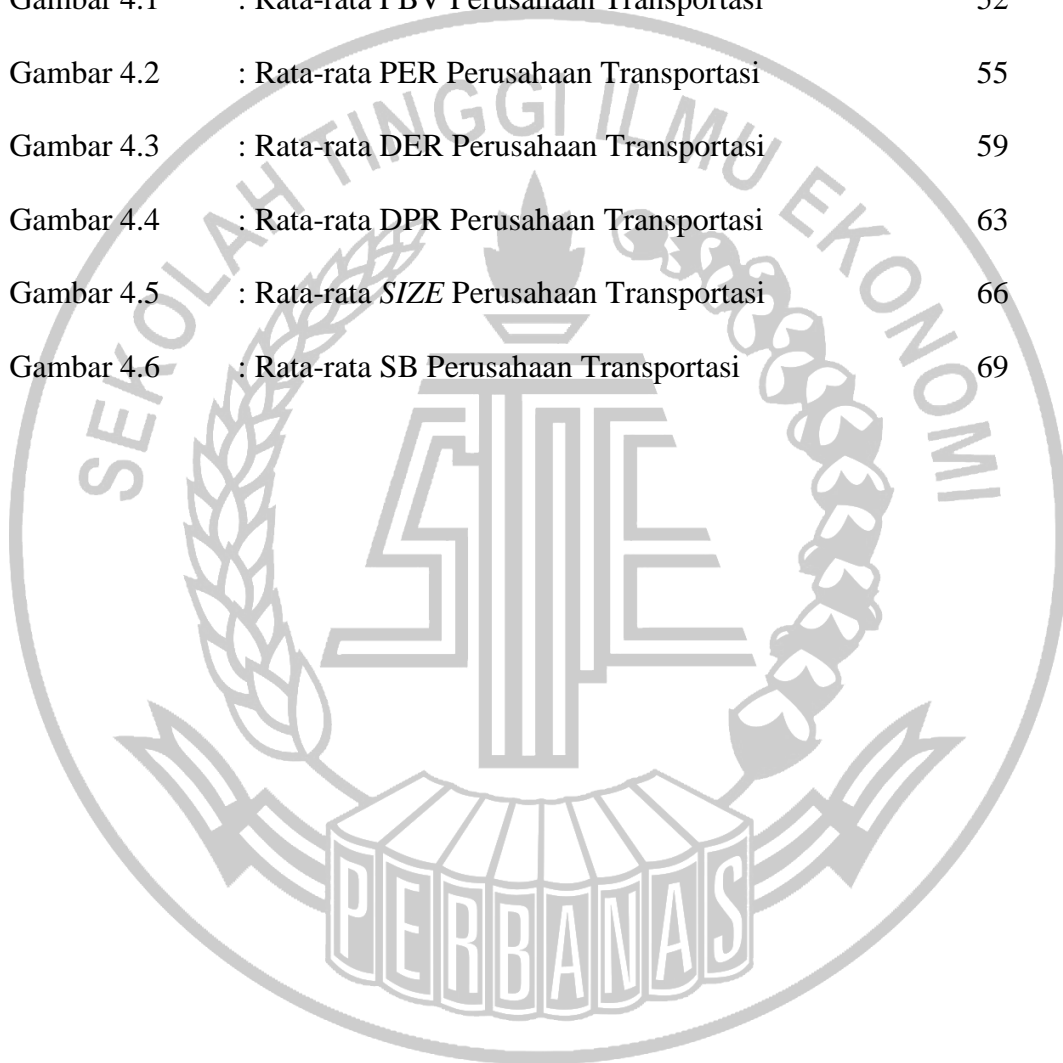 Gambar 4.1 : Rata-rata PBV Perusahaan Transportasi 52
Gambar 4.2 : Rata-rata PER Perusahaan Transportasi 55
Gambar 4.3 : Rata-rata DER Perusahaan Transportasi 59
Gambar 4.4 : Rata-rata DPR Perusahaan Transportasi 63
Gambar 4.5 : Rata-rata SIZE Perusahaan Transportasi 66
Gambar 4.6 : Rata-rata SB Perusahaan Transportasi 69
SEKOLAH TINGGI ILMU EKONOMI
STIE
PERBANAS